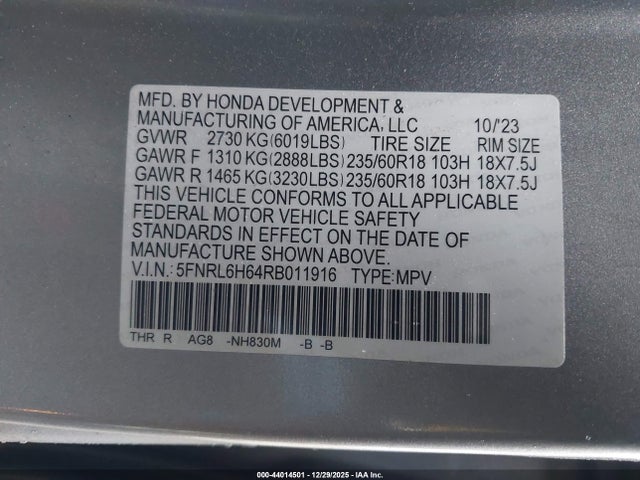 MFD. BY HONDA DEVELOPMENT &
MANUFACTURING OF AMERICA, LLC 10/'23
GVWR 2730 KG(6019LBS) TIRE SIZE RIM SIZE
GAWR F 1310 KG(2888LBS) 235/60R18 103H 18X7.5J
GAWR R 1465 KG(3230LBS) 235/60R18 103H 18X7.5J
THIS VEHICLE CONFORMS TO ALL APPLICABLE
FEDERAL MOTOR VEHICLE SAFETY
STANDARDS IN EFFECT ON THE DATE OF
MANUFACTURE SHOWN ABOVE.
V.I.N.: 5FNRL6H64RB011916 TYPE:MPV
THR R AG8 -NH830M -B -B
000-44014501 - 12/29/2025 - IAA Inc.